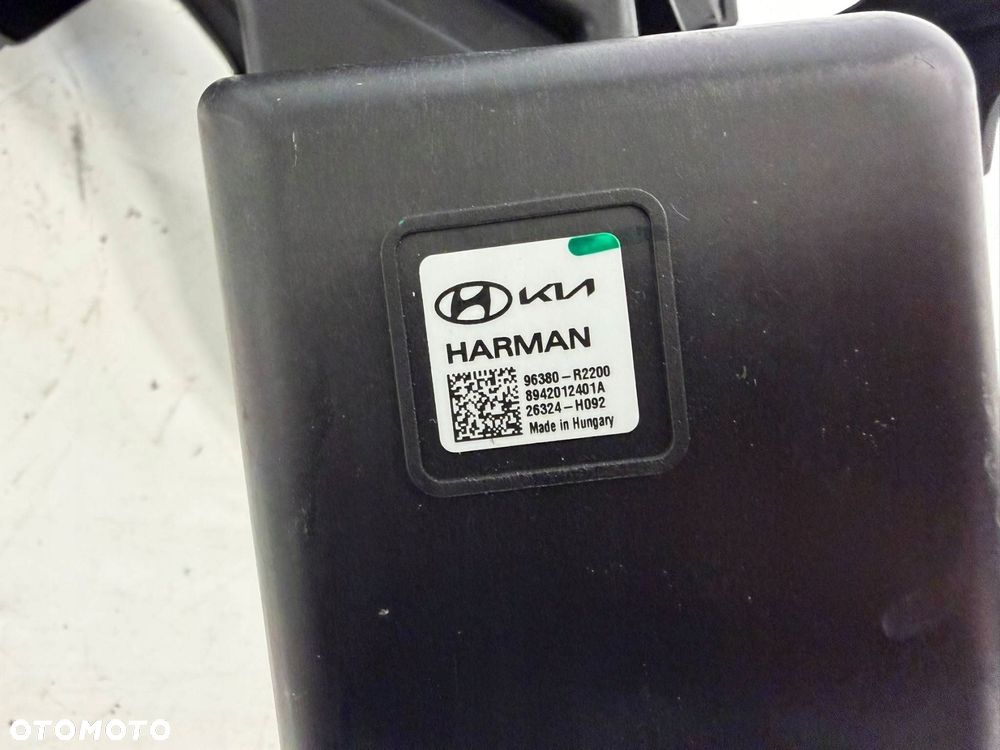 KIA
HARMAN
96380-R2200
8942012401A
26324-H092
Made in Hungary
OTOMOTO